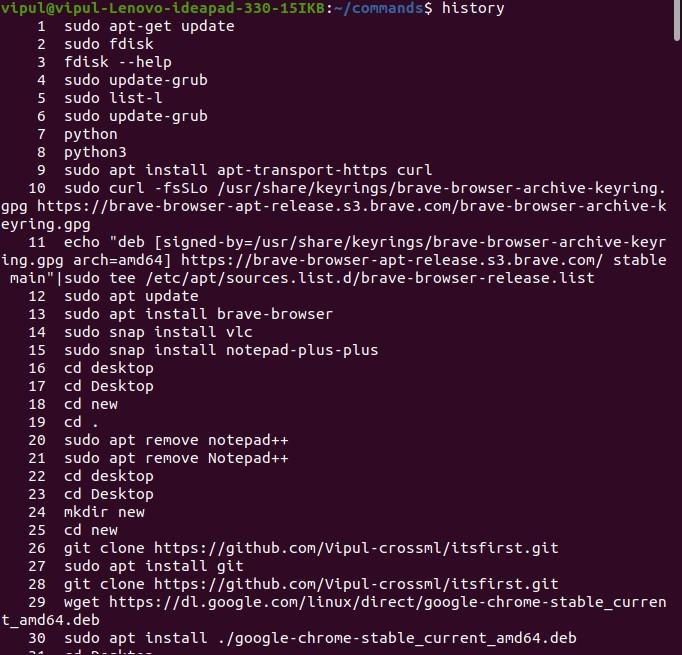 vipul@vipul-Lenovo-ideapad-330-15IKB:~/commands$ history
1 sudo apt-get update
2 sudo fdisk
3 fdisk --help
4 sudo update-grub
5 sudo list-l
6 sudo update-grub
7 python
8 python3
9 sudo apt install apt-transport-https curl
10 sudo curl -fsSLo /usr/share/keyrings/brave-browser-archive-keyring.
gpg https://brave-browser-apt-release.s3.brave.com/brave-browser-archive-k
eyring.gpg
11 echo "deb [signed-by=/usr/share/keyrings/brave-browser-archive-keyr
ing.gpg arch=amd64] https://brave-browser-apt-release.s3.brave.com/ stable
main"|sudo tee /etc/apt/sources.list.d/brave-browser-release.list
12 sudo apt update
13 sudo apt install brave-browser
14 sudo snap install vlc
15 sudo snap install notepad-plus-plus
16 cd desktop
17 cd Desktop
18 cd new
19 cd .
20 sudo apt remove notepad++
21 sudo apt remove Notepad++
22 cd desktop
23 cd Desktop
24 mkdir new
25 cd new
26 git clone https://github.com/Vipul-crossml/itsfirst.git
27 sudo apt install git
28 git clone https://github.com/Vipul-crossml/itsfirst.git
29 wget https://dl.google.com/linux/direct/google-chrome-stable_curren
t_amd64.deb
30 sudo apt install ./google-chrome-stable_current_amd64.deb
31 cd Desktop